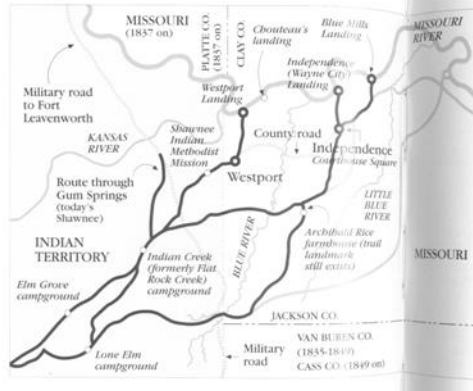 MISSOURI
(1837 on)
PLATTE CO.
(1837 on)
CLAY CO.
Chouteau's
landing
Blue Mills
Landing
MISSOURI
RIVER
Independence
(Wayne City)
Landing
Westport
Landing
Military road
to Fort
Leavenworth
KANSAS
RIVER
Shawnee
Indian
Methodist
Mission
County road
Independence
Courthouse Square
Westport
Route through
Gum Springs
(today's
Shawnee)
LITTLE
BLUE
RIVER
BLUE RIVER
Archibald Rice
farmhouse (trail
landmark
still exists)
INDIAN
TERRITORY
Indian Creek
(formerly Flat
Rock Creek)
campground
MISSOURI
Elm Grove
campground
JACKSON CO.
Lone Elm
campground
Military
road
VAN BUREN CO.
(1835-1849)
CASS CO. (1849 on)